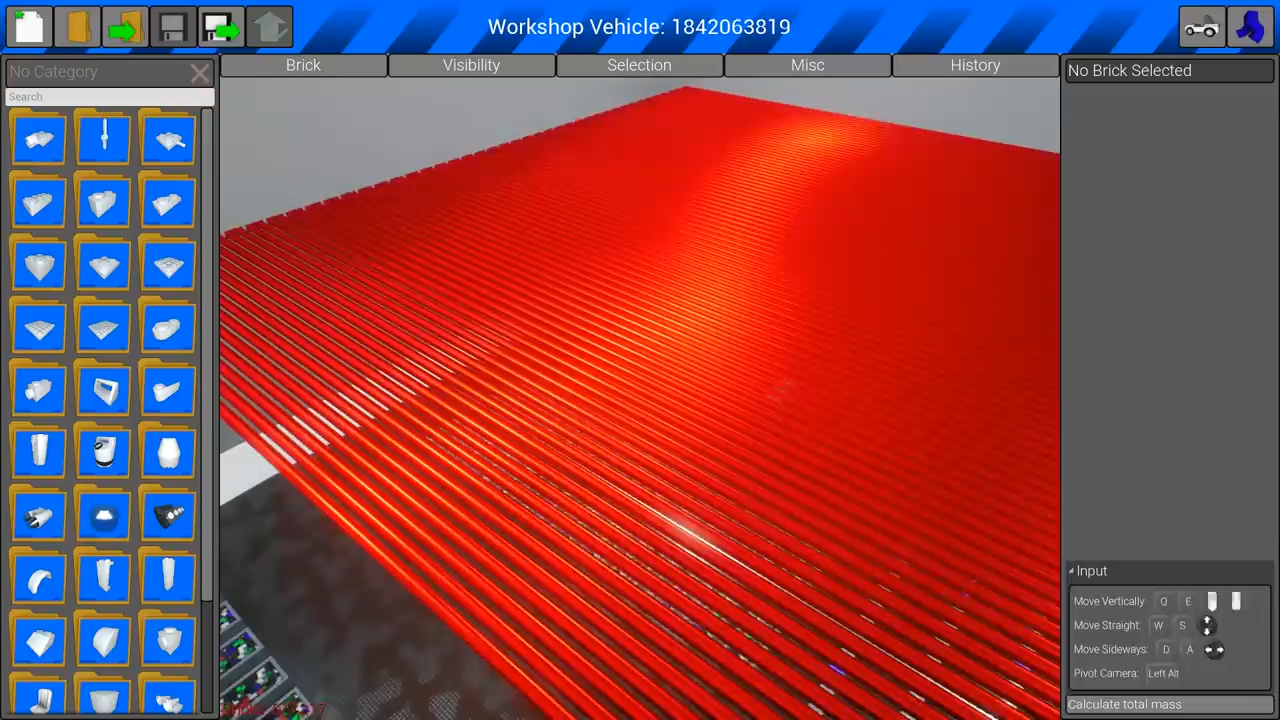 Workshop Vehicle: 1842063819
No Category
Search
Brick
Visibility
Selection
Misc
History
No Brick Selected
Input
Move Vertically Q E
Move Straight: W S
Move Sideways: D A
Pivot Camera: Left Alt
Calculate total mass